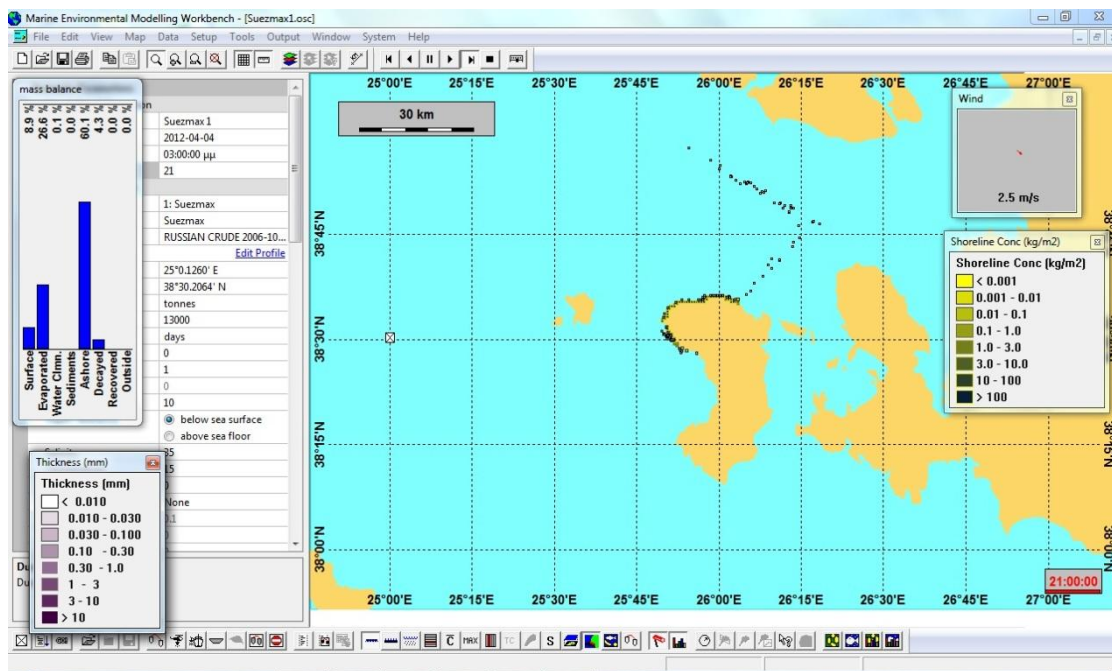 Marine Environmental Modelling Workbench - [Suezmax1.osc]
File Edit View Map Data Setup Tools Output Window System Help
mass balance
8.9 %
26.6 %
0.1 %
0.0 %
60.1 %
4.3 %
0.0 %
0.0 %
Surface
Evaporated
Water Clmn.
Sediments
Ashore
Decayed
Recovered
Outside
Suezmax 1
2012-04-04
03:00:00 μμ
21
1: Suezmax
Suezmax
RUSSIAN CRUDE 2006-10...
Edit Profile
25°0.1260' E
38°30.2064' N
tonnes
13000
days
0
1
0
10
below sea surface
above sea floor
35
None
Thickness (mm)
Thickness (mm)
< 0.010
0.010 - 0.030
0.030 - 0.100
0.10 - 0.30
0.30 - 1.0
1 - 3
3 - 10
> 10
25°00'E 25°15'E 25°30'E 25°45'E 26°00'E 26°15'E 26°30'E 26°45'E 27°00'E
30 km
38°45'N
38°30'N
38°15'N
38°00'N
Wind
2.5 m/s
Shoreline Conc (kg/m2)
Shoreline Conc (kg/m2)
< 0.001
0.001 - 0.01
0.01 - 0.1
0.1 - 1.0
1.0 - 3.0
3.0 - 10.0
10 - 100
> 100
21:00:00
25°00'E 25°15'E 25°30'E 25°45'E 26°00'E 26°15'E 26°30'E 26°45'E 27°00'E
C MAX TC S